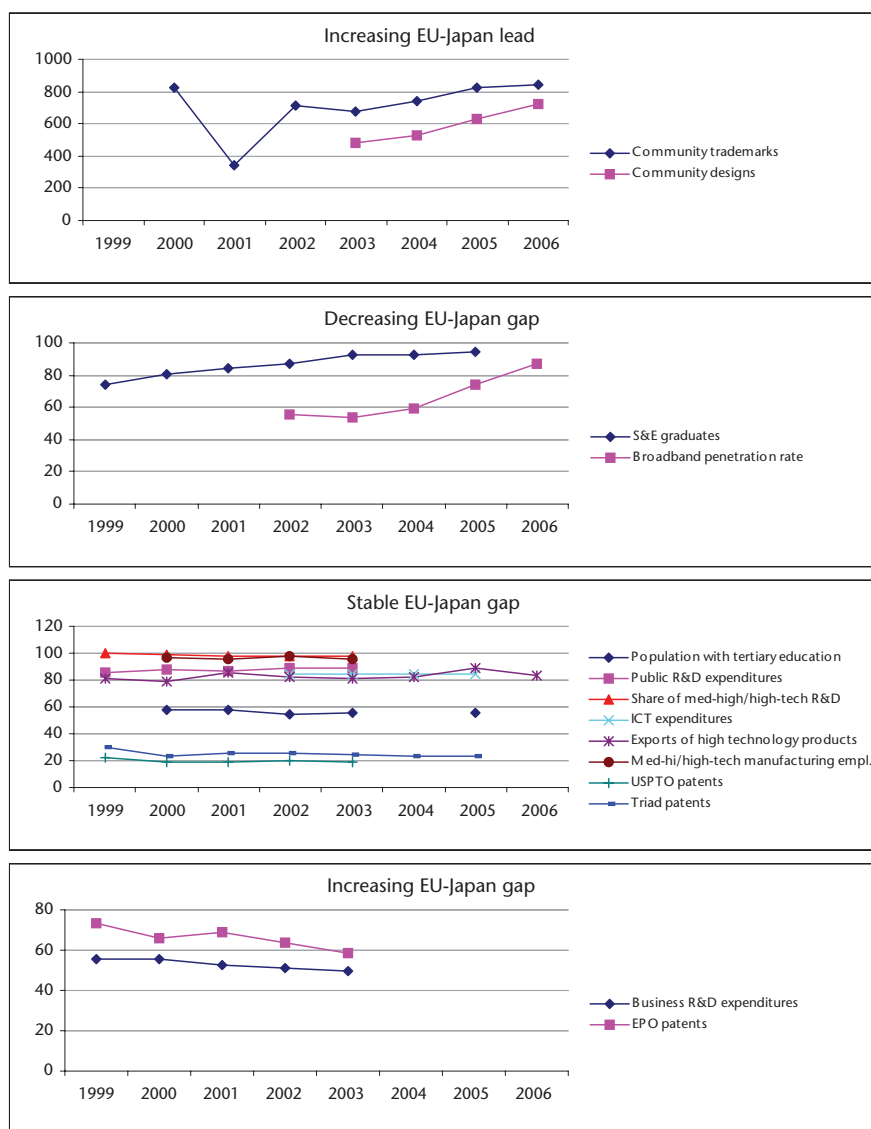 Increasing EU-Japan lead
1000
800
600
400
200
0
1999 2000 2001 2002 2003 2004 2005 2006
Community trademarks
Community designs
Decreasing EU-Japan gap
100
80
60
40
20
0
1999 2000 2001 2002 2003 2004 2005 2006
S&E graduates
Broadband penetration rate
Stable EU-Japan gap
120
100
80
60
40
20
0
1999 2000 2001 2002 2003 2004 2005 2006
Population with tertiary education
Public R&D expenditures
Share of med-high/high-tech R&D
ICT expenditures
Exports of high technology products
Med-hi/high-tech manufacturing empl.
USPTO patents
Triad patents
Increasing EU-Japan gap
80
60
40
20
0
1999 2000 2001 2002 2003 2004 2005 2006
Business R&D expenditures
EPO patents